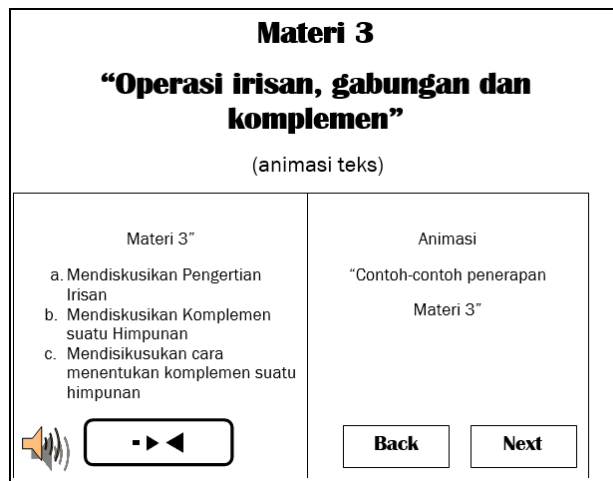 Materi 3
“Operasi irisan, gabungan dan
komplemen”
(animasi teks)
Materi 3”
a. Mendiskusikan Pengertian
Irisan
b. Mendiskusikan Komplemen
suatu Himpunan
c. Mendisikusukan cara
menentukan komplemen suatu
himpunan
Animasi
“Contoh-contoh penerapan
Materi 3”
Back
Next